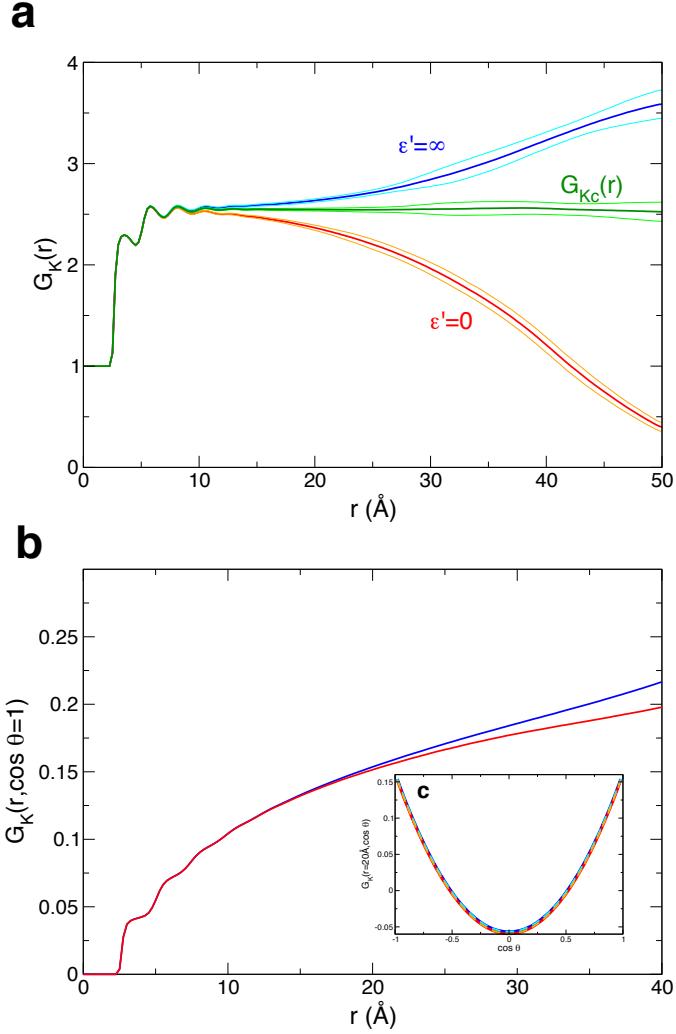 a
4
3
2
1
0
G_K(r)
ε'=∞
G_Kc(r)
ε'=0
0 10 20 30 40 50
r (Å)
b
0.25
0.2
0.15
0.1
0.05
0
G_K(r,cos θ=1)
c
0.15
0.1
0.05
0
-0.05
G_K(r=20Å,cos θ)
-1 -0.5 0 0.5 1
cos θ
0 10 20 30 40
r (Å)